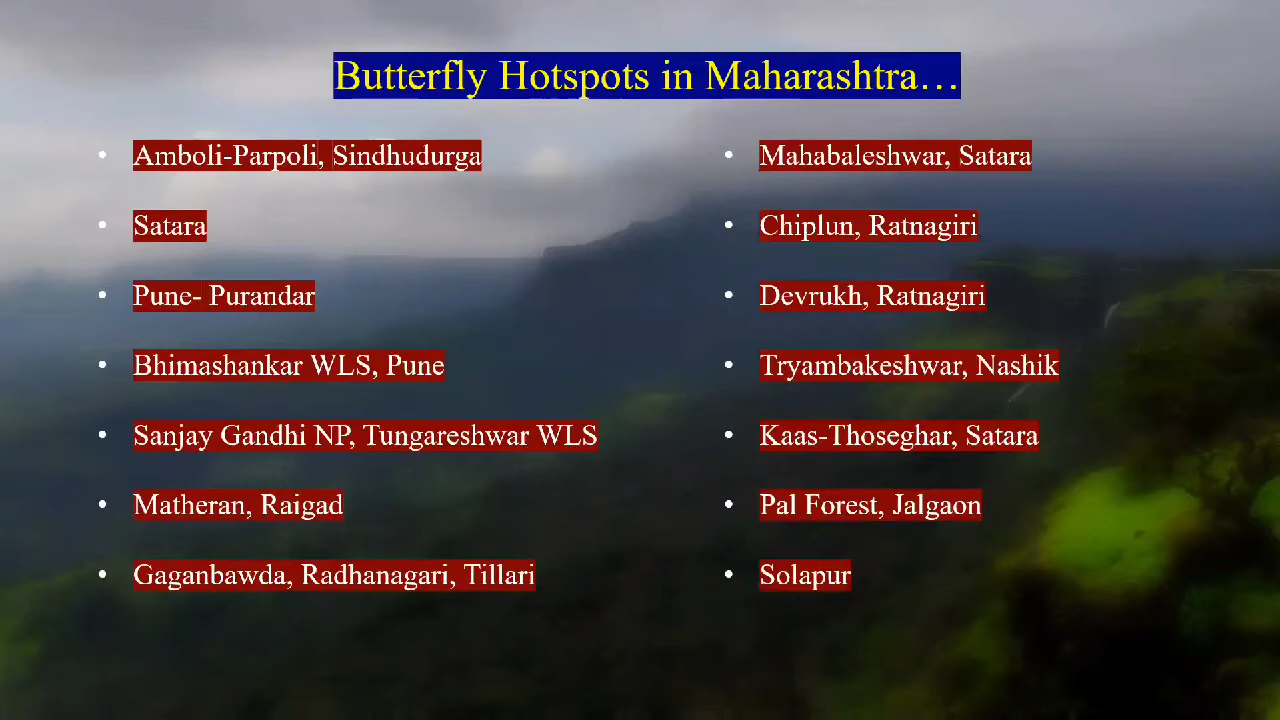 Butterfly Hotspots in Maharashtra…
• Amboli-Parpoli, Sindhudurga
• Satara
• Pune- Purandar
• Bhimashankar WLS, Pune
• Sanjay Gandhi NP, Tungareshwar WLS
• Matheran, Raigad
• Gaganbawda, Radhanagari, Tillari
• Mahabaleshwar, Satara
• Chiplun, Ratnagiri
• Devrukh, Ratnagiri
• Tryambakeshwar, Nashik
• Kaas-Thoseghar, Satara
• Pal Forest, Jalgaon
• Solapur